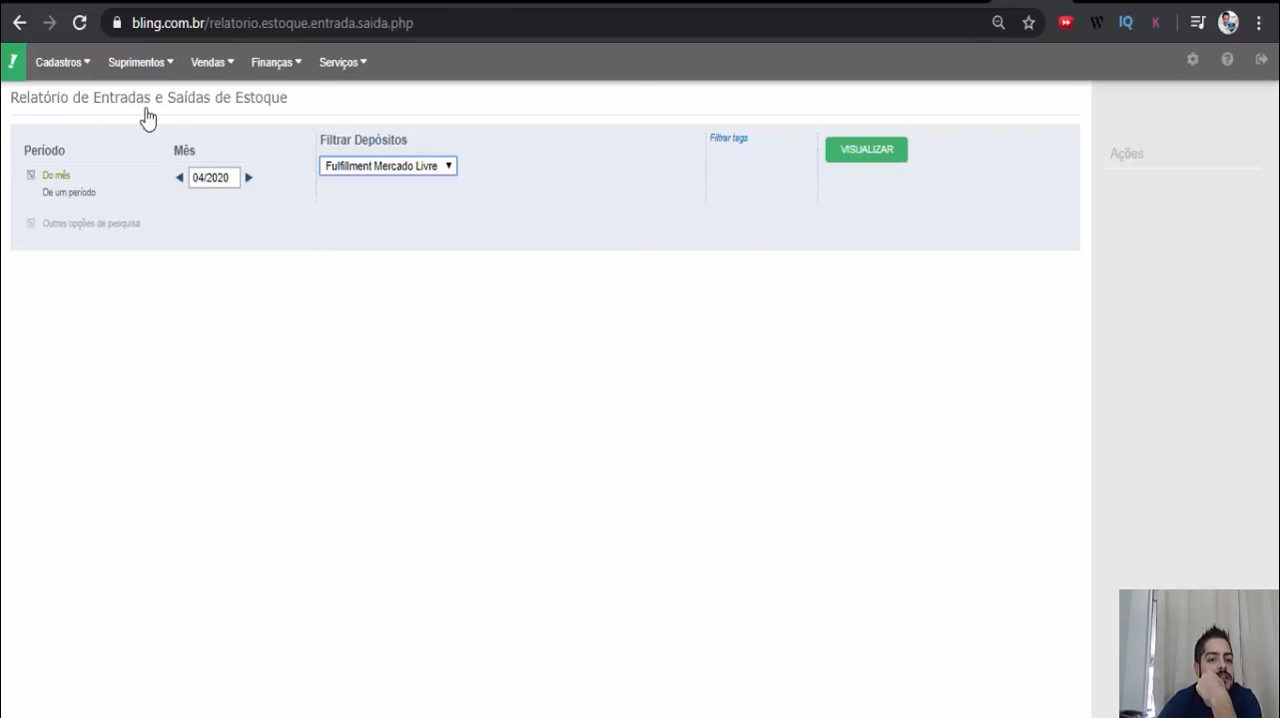 bling.com.br/relatorio.estoque.entrada.saida.php
Cadastros Suprimentos Vendas Finanças Serviços
Relatório de Entradas e Saídas de Estoque
Período Mês Filtrar Depósitos Filtrar tags VISUALIZAR Ações
Do mês 04/2020 Fulfillment Mercado Livre
De um período
Outras opções de pesquisa